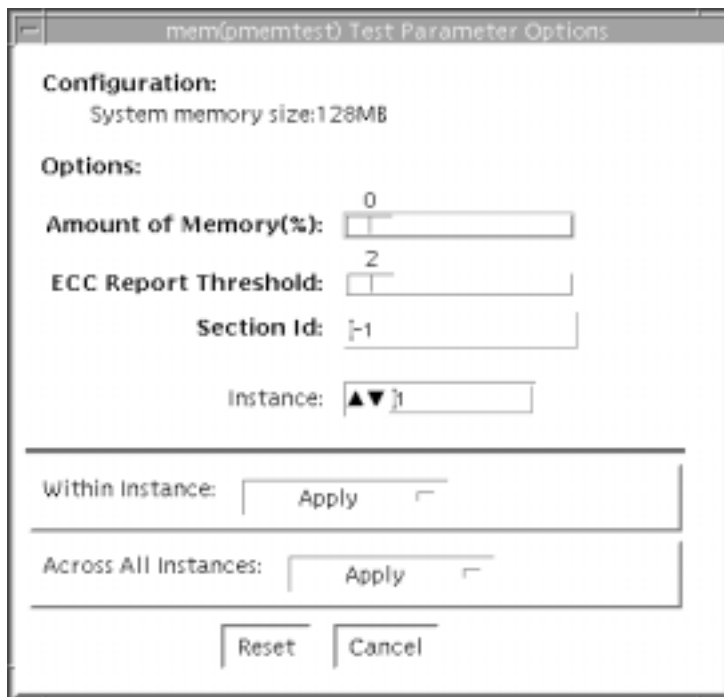 mem(pmemtest) Test Parameter Options
Configuration:
System memory size:128MB
Options:
0
Amount of Memory(%):
2
ECC Report Threshold:
Section Id: -1
Instance: ▲▼ 1
Within Instance: Apply
Across All Instances: Apply
Reset Cancel